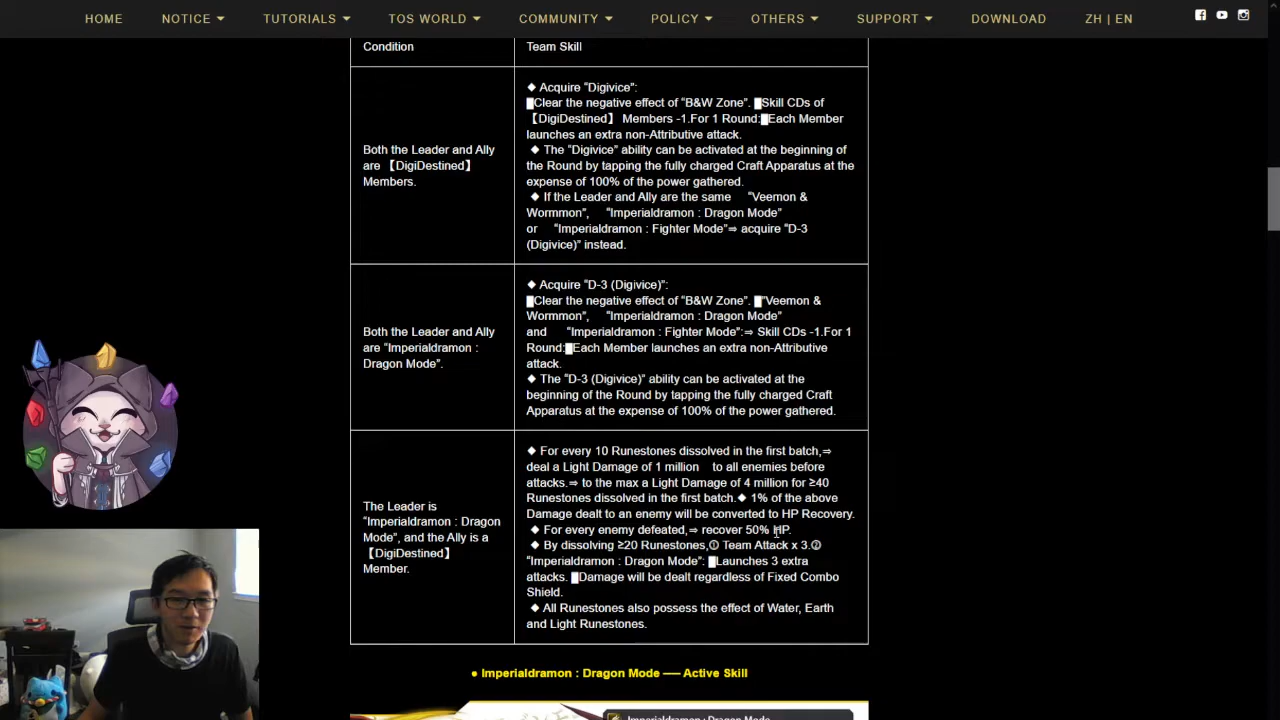 HOME NOTICE TUTORIALS TOS WORLD COMMUNITY POLICY OTHERS SUPPORT DOWNLOAD ZH | EN
Condition
Team Skill
Both the Leader and Ally
are 【DigiDestined】
Members.
◆ Acquire “Digivice”:
█Clear the negative effect of “B&W Zone”. █Skill CDs of
【DigiDestined】 Members -1.For 1 Round:█Each Member
launches an extra non-Attributive attack.
◆ The “Digivice” ability can be activated at the beginning of
the Round by tapping the fully charged Craft Apparatus at the
expense of 100% of the power gathered.
◆ If the Leader and Ally are the same “Veemon &
Wormmon”, “Imperialdramon : Dragon Mode”
or “Imperialdramon : Fighter Mode”⇒ acquire “D-3
(Digivice)” instead.
Both the Leader and Ally
are “Imperialdramon :
Dragon Mode”.
◆ Acquire “D-3 (Digivice)”:
█Clear the negative effect of “B&W Zone”. █“Veemon &
Wormmon”, “Imperialdramon : Dragon Mode”
and “Imperialdramon : Fighter Mode”:⇒ Skill CDs -1.For 1
Round:█Each Member launches an extra non-Attributive
attack.
◆ The “D-3 (Digivice)” ability can be activated at the
beginning of the Round by tapping the fully charged Craft
Apparatus at the expense of 100% of the power gathered.
The Leader is
“Imperialdramon : Dragon
Mode”, and the Ally is a
【DigiDestined】
Member.
◆ For every 10 Runestones dissolved in the first batch,⇒
deal a Light Damage of 1 million to all enemies before
attacks.⇒ to the max a Light Damage of 4 million for ≥40
Runestones dissolved in the first batch.◆ 1% of the above
Damage dealt to an enemy will be converted to HP Recovery.
◆ For every enemy defeated,⇒ recover 50% HP.
◆ By dissolving ≥20 Runestones,① Team Attack x 3.②
“Imperialdramon : Dragon Mode”: █Launches 3 extra
attacks. █Damage will be dealt regardless of Fixed Combo
Shield.
◆ All Runestones also possess the effect of Water, Earth
and Light Runestones.
● Imperialdramon : Dragon Mode ── Active Skill
Imperialdramon : Dragon Mode